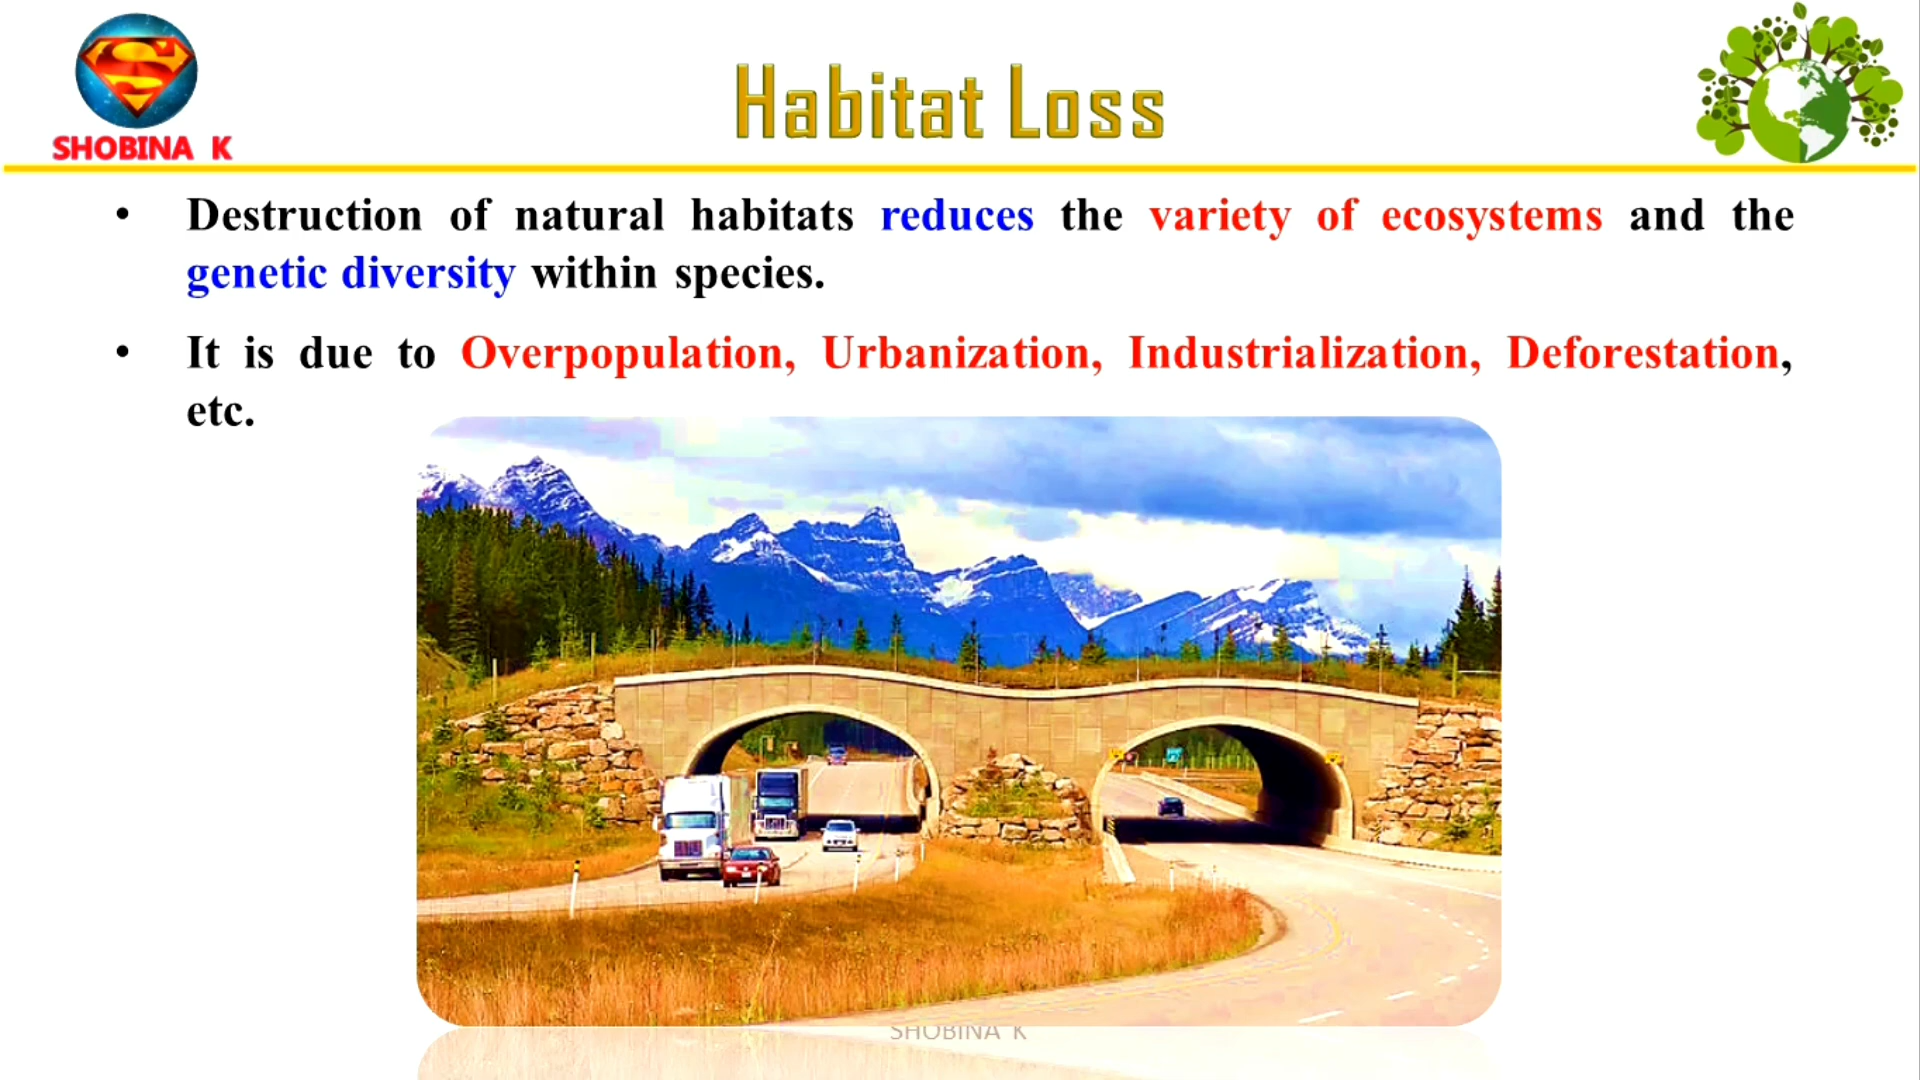 SHOBINA K
Habitat Loss
• Destruction of natural habitats reduces the variety of ecosystems and the
genetic diversity within species.
• It is due to Overpopulation, Urbanization, Industrialization, Deforestation,
etc.
SHOBINA K